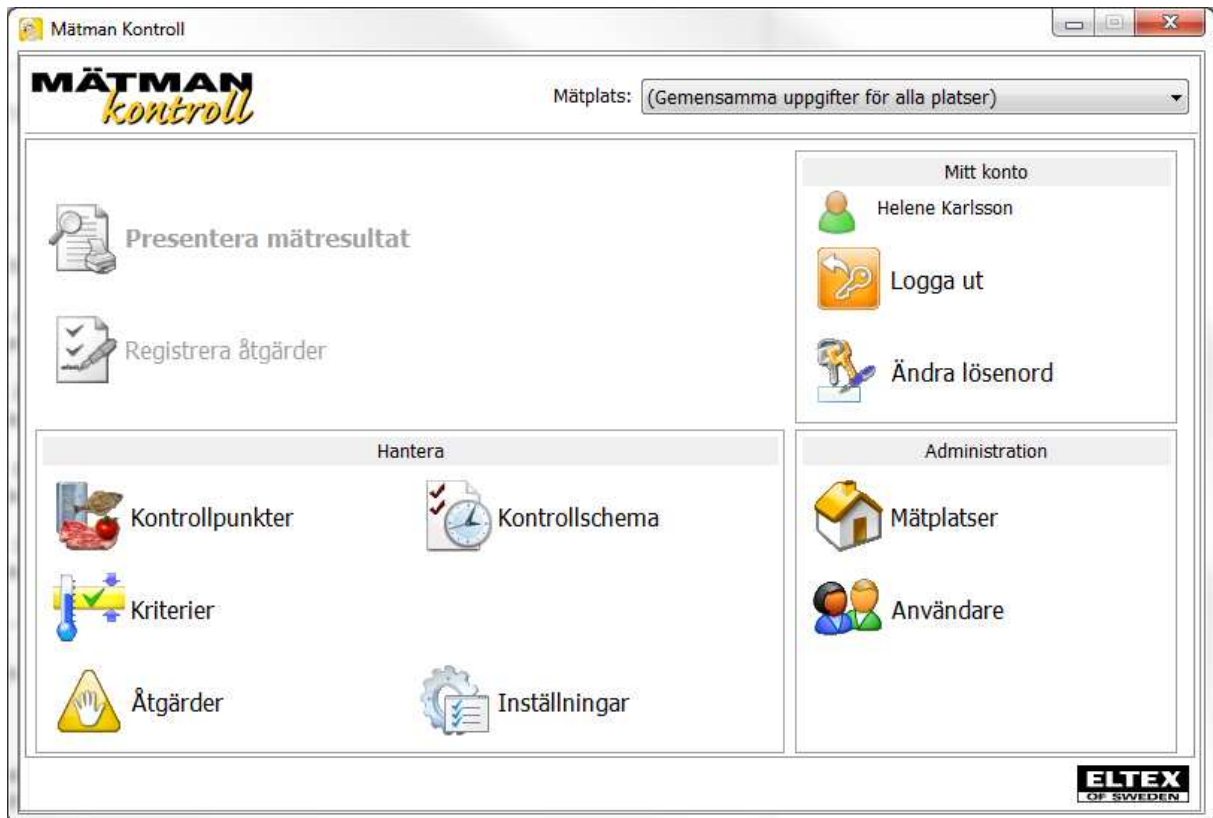 Mätman Kontroll
MÄTMAN
kontroll
Mätplats: (Gemensamma uppgifter för alla platser)
Presentera mätresultat
Registrera åtgärder
Mitt konto
Helene Karlsson
Logga ut
Ändra lösenord
Hantera
Kontrollpunkter
Kontrollschema
Kriterier
Åtgärder
Inställningar
Administration
Mätplatser
Användare
ELTEX
OF SWEDEN